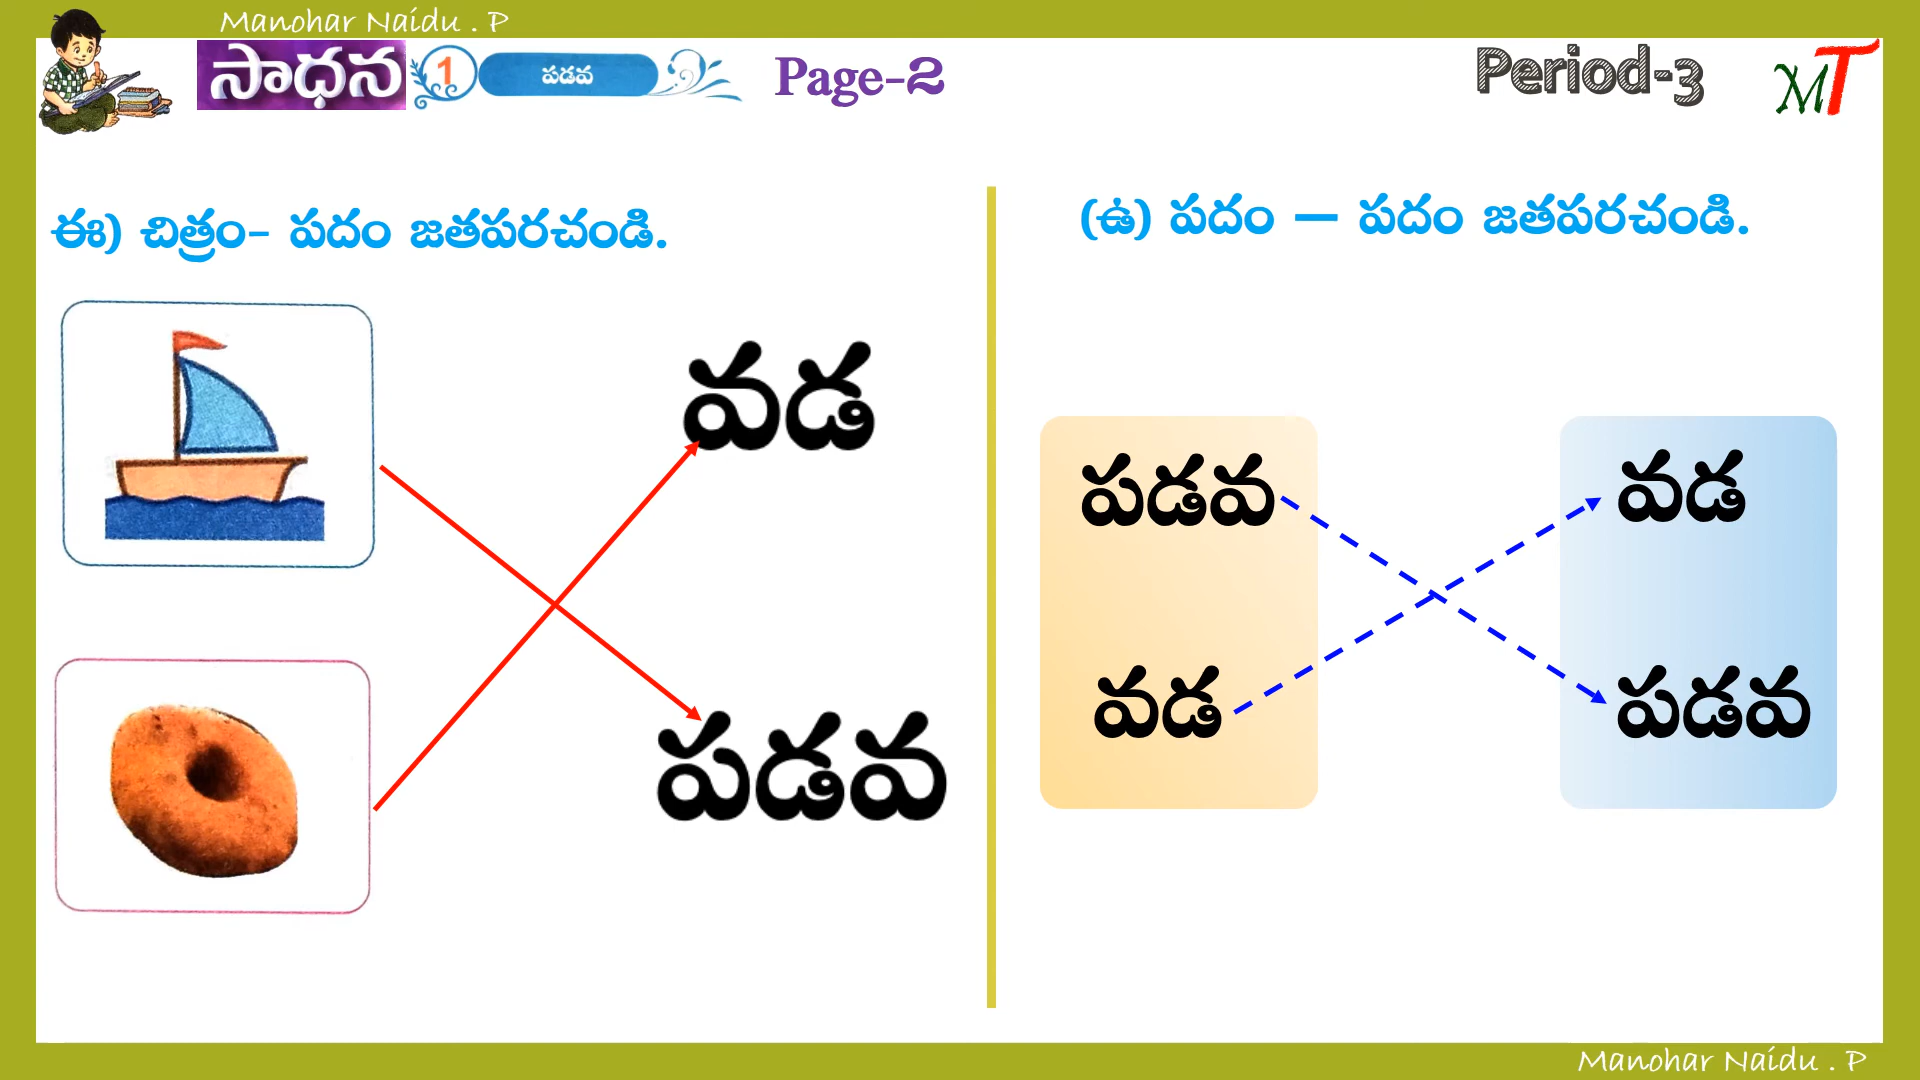 Manohar Naidu . P
సాధన 1 పడవ Page-2 Period-3 MT
ఈ) చిత్రం- పదం జతపరచండి.
వడ
పడవ
(ఉ) పదం – పదం జతపరచండి.
పడవ వడ
వడ పడవ
Manohar Naidu . P